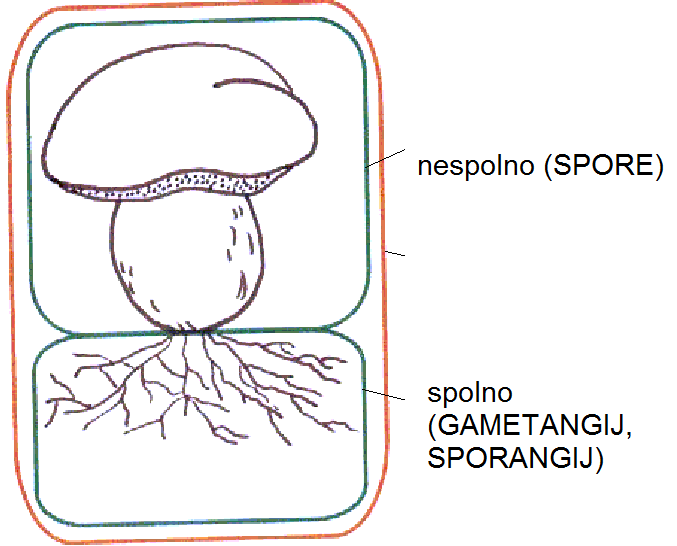 nespolno (SPORE)
spolno
(GAMETANGIJ,
SPORANGIJ)